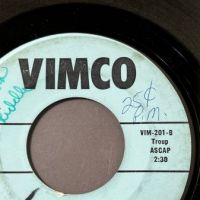 VIMCO
25¢
P.M.
VIM-201-B
Troup
ASCAP
2:30